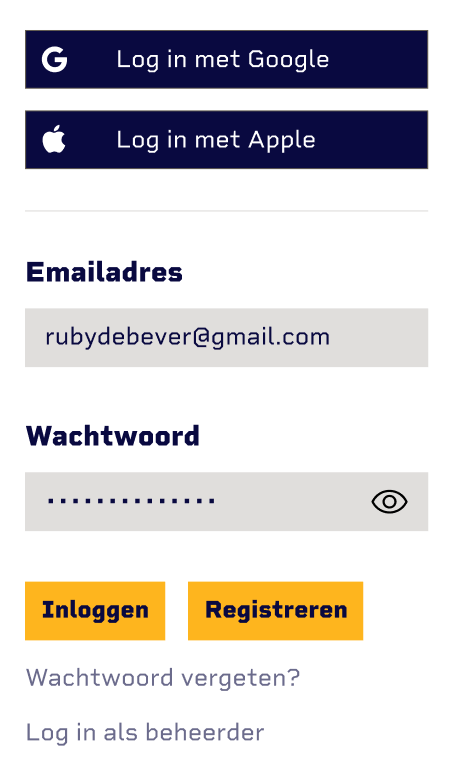 Log in met Google
Log in met Apple
Emailadres
rubydebever@gmail.com
Wachtwoord
Inloggen
Registreren
Wachtwoord vergeten?
Log in als beheerder